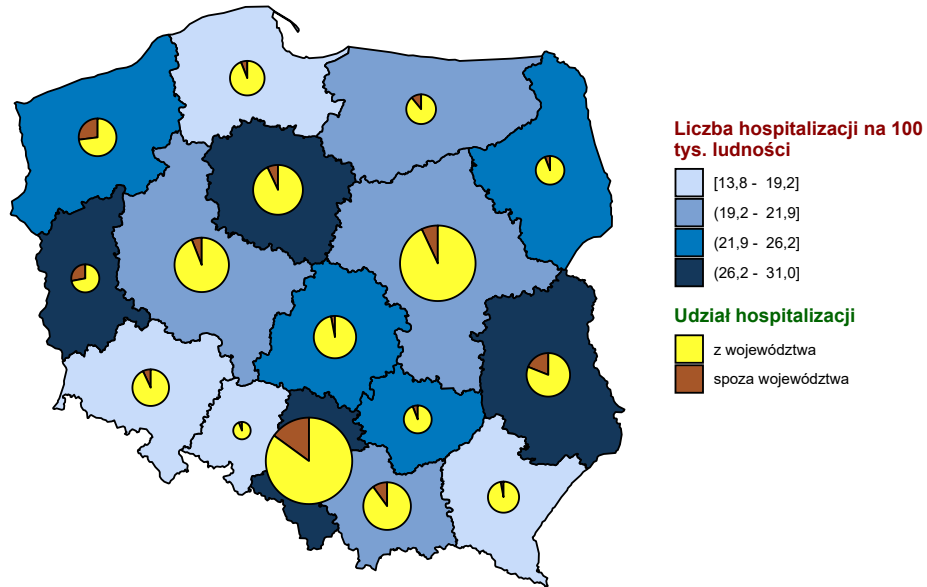 Liczba hospitalizacji na 100
tys. ludności
[13,8 - 19,2]
(19,2 - 21,9]
(21,9 - 26,2]
(26,2 - 31,0]
Udział hospitalizacji
z województwa
spoza województwa